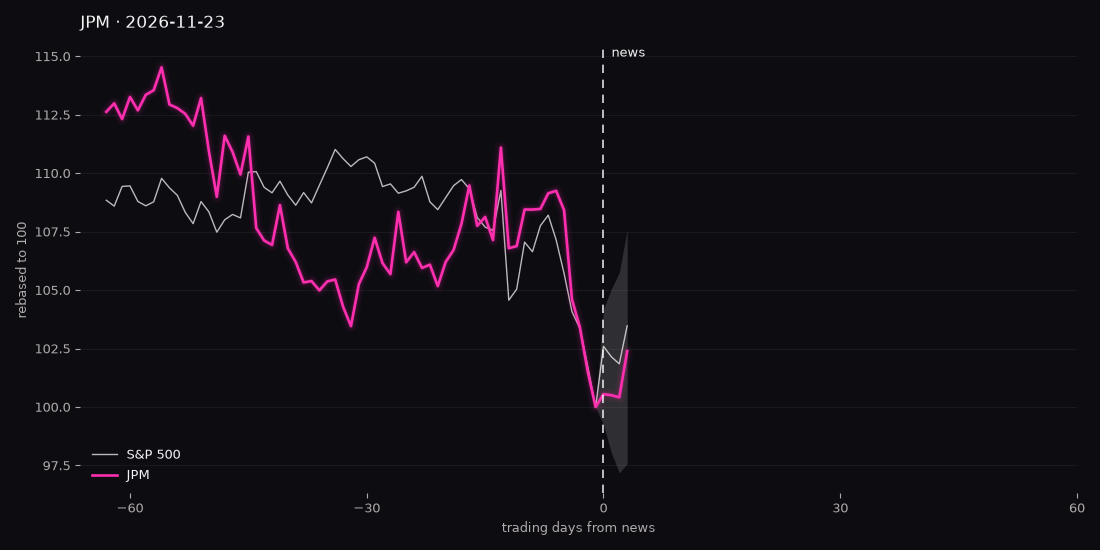 JPM · 2026-11-23
news
115.0
112.5
110.0
107.5
105.0
102.5
100.0
97.5
rebased to 100
S&P 500
JPM
−60
−30
0
30
60
trading days from news